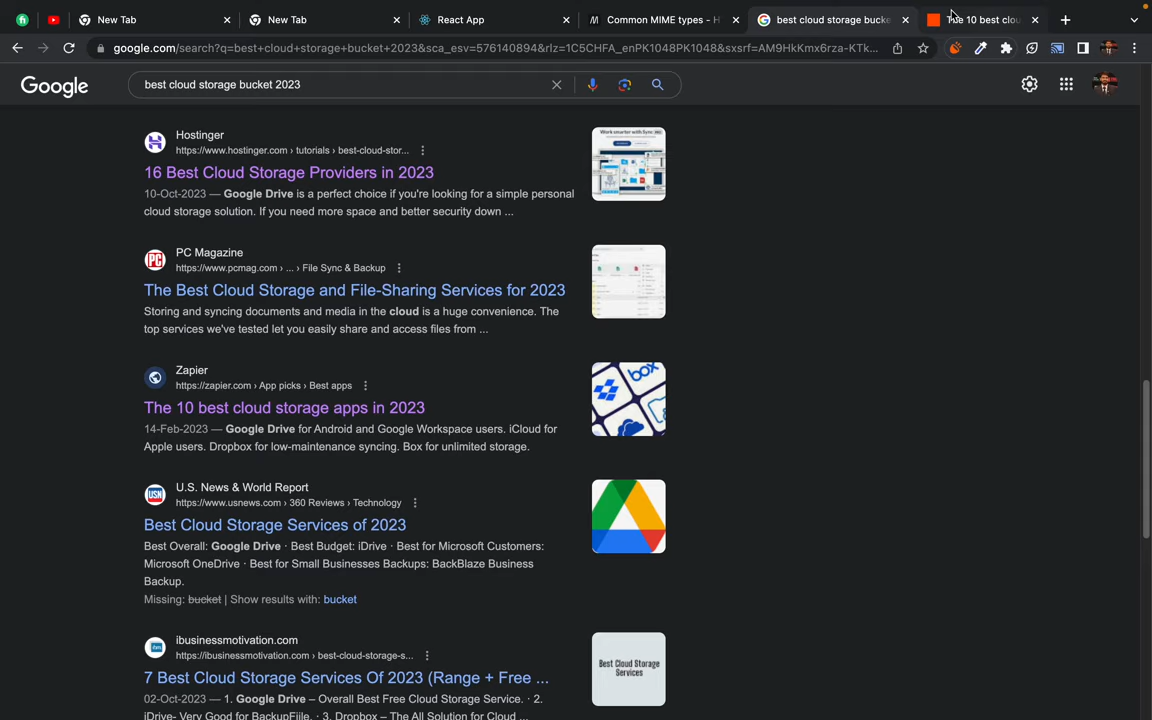 New Tab
New Tab
React App
Common MIME types - H
best cloud storage bucke
The 10 best clou
google.com/search?q=best+cloud+storage+bucket+2023&sca_esv=576140894&rlz=1C5CHFA_enPK1048PK1048&sxsrf=AM9HkKmx6rza-KTk...
Google
best cloud storage bucket 2023
Hostinger
https://www.hostinger.com › tutorials › best-cloud-stor...
16 Best Cloud Storage Providers in 2023
10-Oct-2023 — Google Drive is a perfect choice if you're looking for a simple personal
cloud storage solution. If you need more space and better security down ...
PC Magazine
https://www.pcmag.com › ... › File Sync & Backup
The Best Cloud Storage and File-Sharing Services for 2023
Storing and syncing documents and media in the cloud is a huge convenience. The
top services we've tested let you easily share and access files from ...
Zapier
https://zapier.com › App picks › Best apps
The 10 best cloud storage apps in 2023
14-Feb-2023 — Google Drive for Android and Google Workspace users. iCloud for
Apple users. Dropbox for low-maintenance syncing. Box for unlimited storage.
box
U.S. News & World Report
https://www.usnews.com › 360 Reviews › Technology
Best Cloud Storage Services of 2023
Best Overall: Google Drive · Best Budget: iDrive · Best for Microsoft Customers:
Microsoft OneDrive · Best for Small Businesses Backups: BackBlaze Business
Backup.
Missing: bucket | Show results with: bucket
ibusinessmotivation.com
https://ibusinessmotivation.com › best-cloud-storage-s...
7 Best Cloud Storage Services Of 2023 (Range + Free ...
Best Cloud Storage
Services
02-Oct-2023 — 1. Google Drive – Overall Best Free Cloud Storage Service. · 2.
iDrive- Very Good for BackupFiile. · 3. Dropbox – The All Solution for Cloud ...